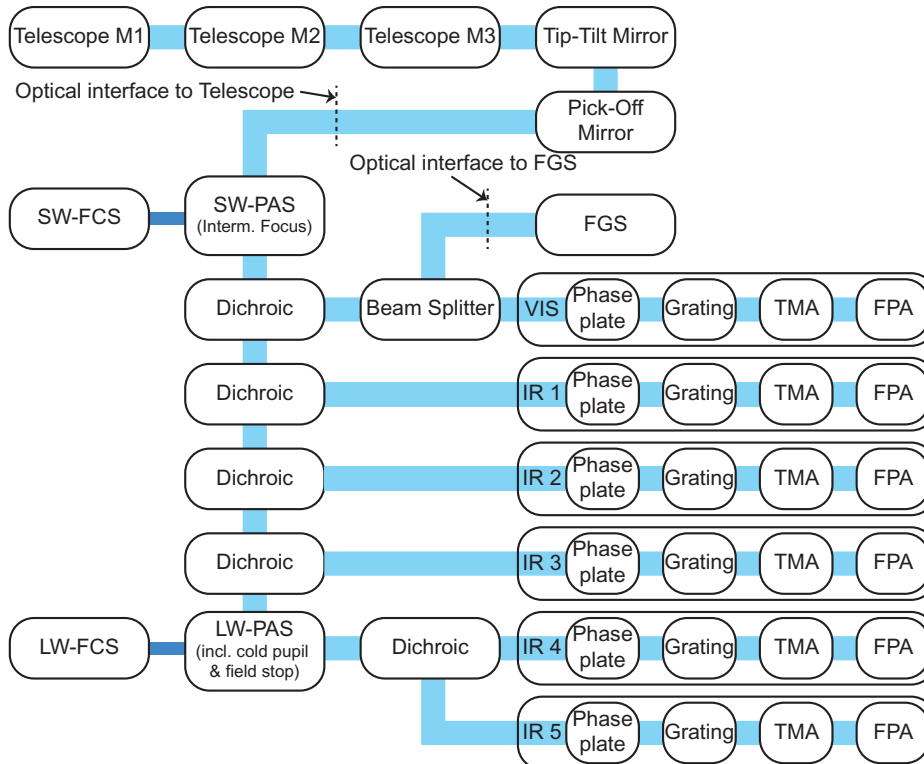 Telescope M1
Telescope M2
Telescope M3
Tip-Tilt Mirror
Optical interface to Telescope
Pick-Off
Mirror
Optical interface to FGS
SW-FCS
SW-PAS
(Interm. Focus)
FGS
Dichroic
Beam Splitter
VIS
Phase
plate
Grating
TMA
FPA
Dichroic
IR 1
Phase
plate
Grating
TMA
FPA
Dichroic
IR 2
Phase
plate
Grating
TMA
FPA
Dichroic
IR 3
Phase
plate
Grating
TMA
FPA
LW-FCS
LW-PAS
(incl. cold pupil
& field stop)
Dichroic
IR 4
Phase
plate
Grating
TMA
FPA
IR 5
Phase
plate
Grating
TMA
FPA